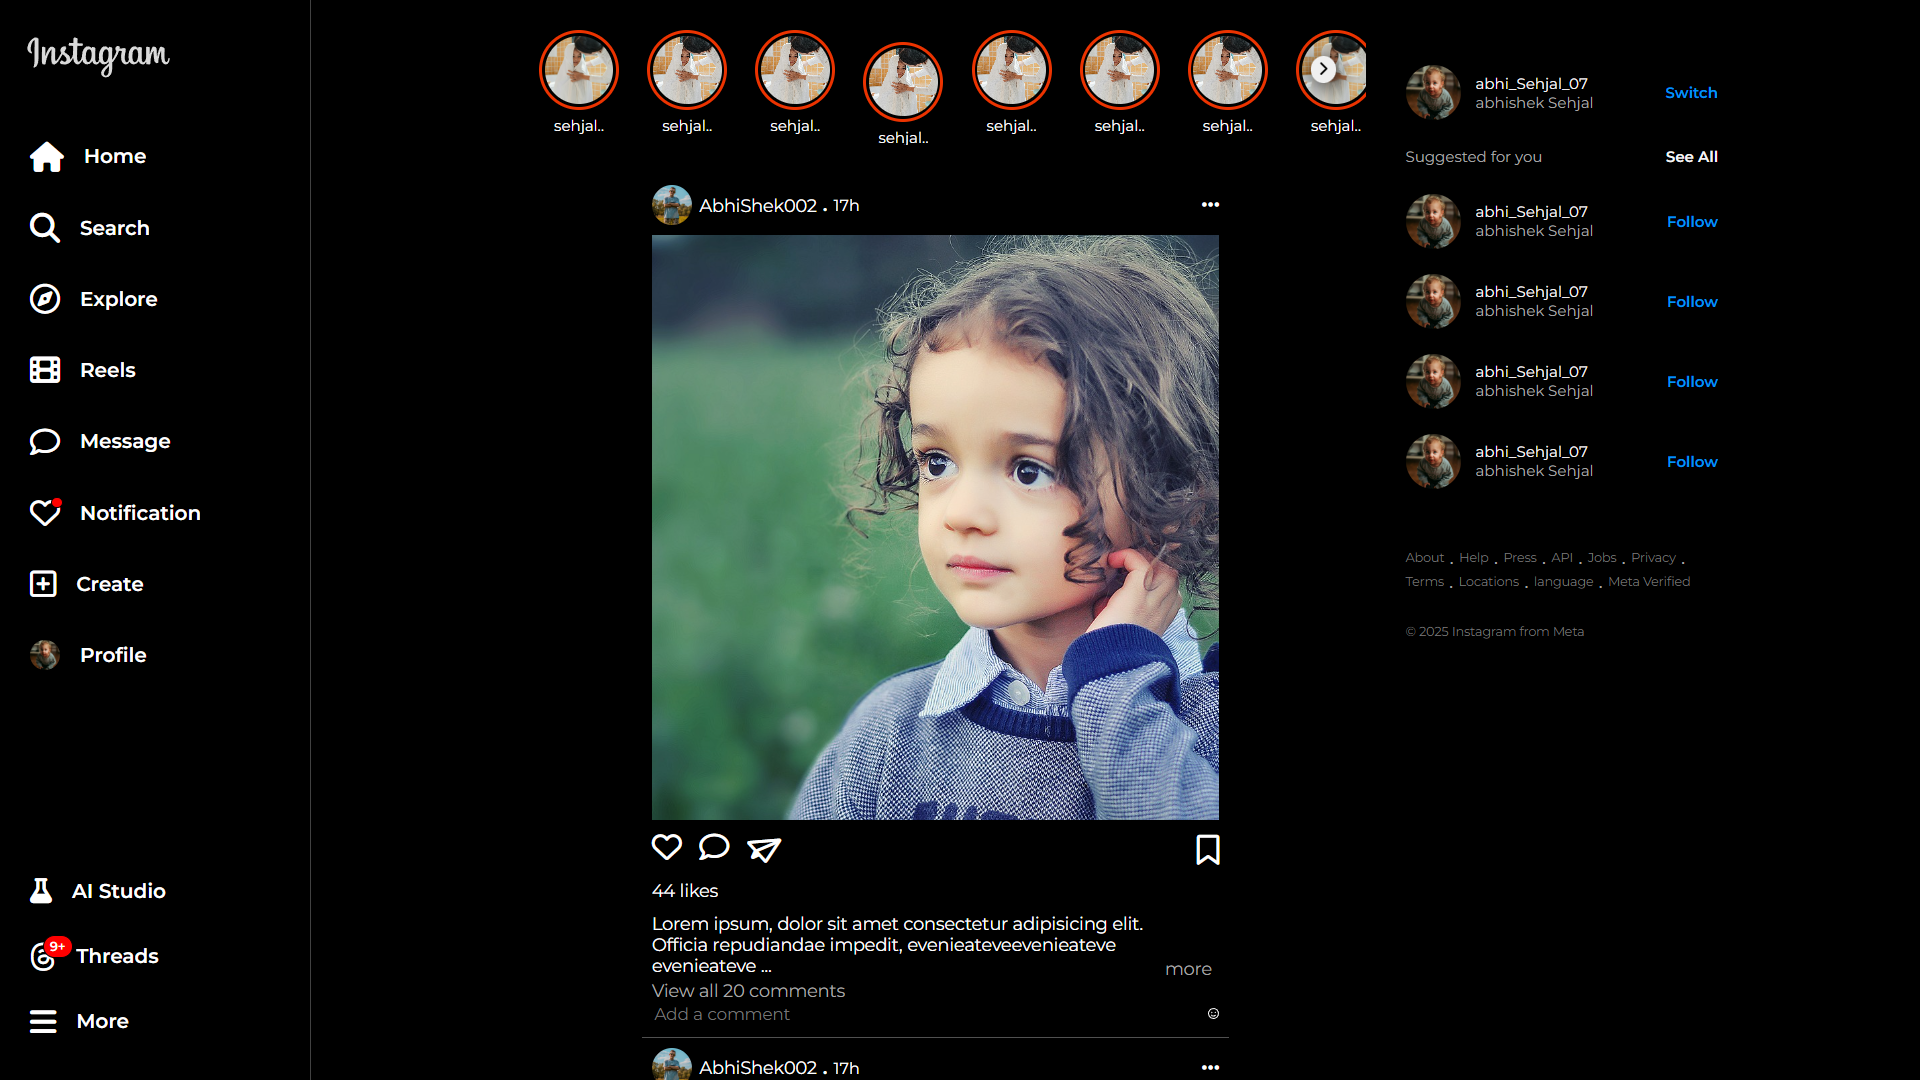 Instagram
Home
Search
Explore
Reels
Message
Notification
Create
Profile
AI Studio
9+
Threads
More
sehjal..
sehjal..
sehjal..
sehjal..
sehjal..
sehjal..
sehjal..
sehjal..
AbhiShek002 . 17h
44 likes
Lorem ipsum, dolor sit amet consectetur adipisicing elit.
Officia repudiandae impedit, evenieateveevenieateve
evenieateve ...
more
View all 20 comments
Add a comment
AbhiShek002 . 17h
abhi_Sehjal_07
abhishek Sehjal
Switch
Suggested for you
See All
abhi_Sehjal_07
abhishek Sehjal
Follow
abhi_Sehjal_07
abhishek Sehjal
Follow
abhi_Sehjal_07
abhishek Sehjal
Follow
abhi_Sehjal_07
abhishek Sehjal
Follow
About . Help . Press . API . Jobs . Privacy .
Terms . Locations . language . Meta Verified
© 2025 Instagram from Meta